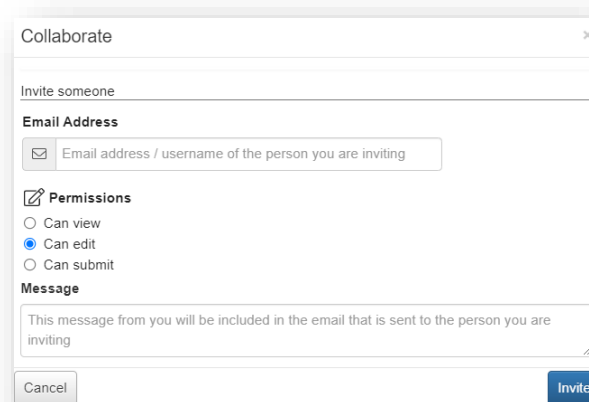 Collaborate ×
Invite someone
Email Address
Email address / username of the person you are inviting
Permissions
Can view
Can edit
Can submit
Message
This message from you will be included in the email that is sent to the person you are
inviting
Cancel Invite